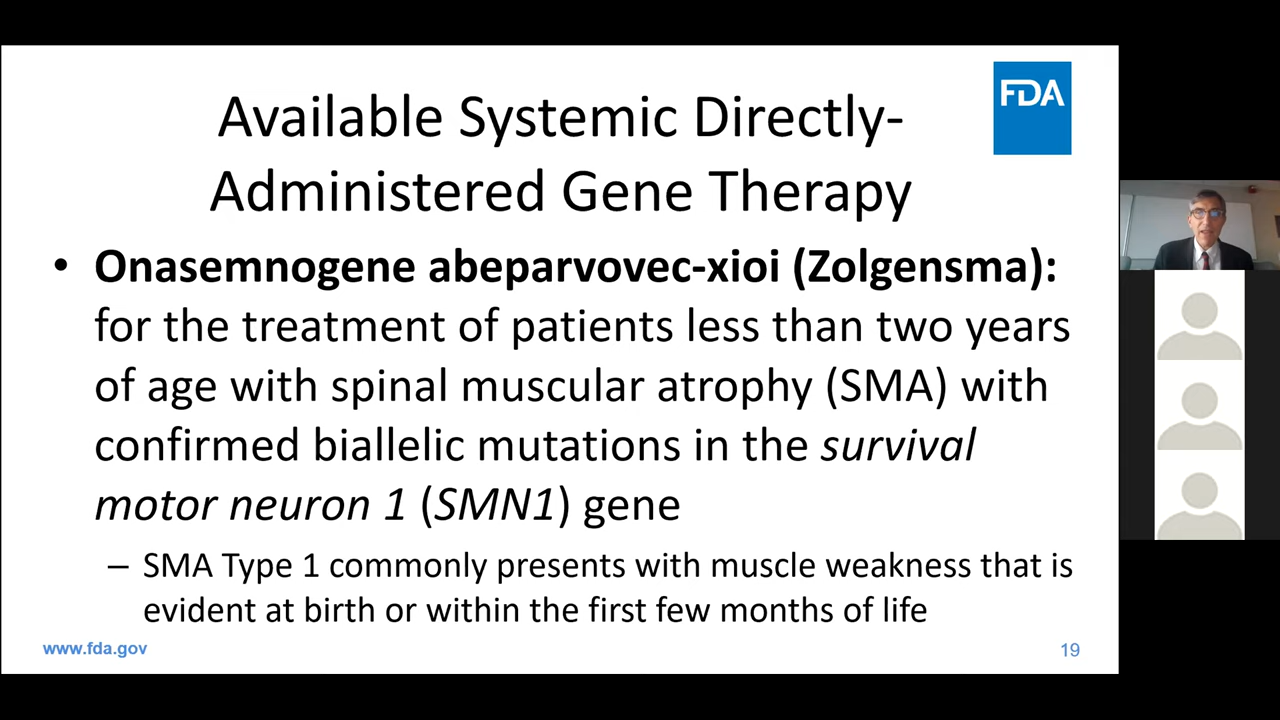 FDA
Available Systemic Directly-
Administered Gene Therapy
• Onasemnogene abeparvovec-xioi (Zolgensma):
for the treatment of patients less than two years
of age with spinal muscular atrophy (SMA) with
confirmed biallelic mutations in the survival
motor neuron 1 (SMN1) gene
– SMA Type 1 commonly presents with muscle weakness that is
evident at birth or within the first few months of life
www.fda.gov
19